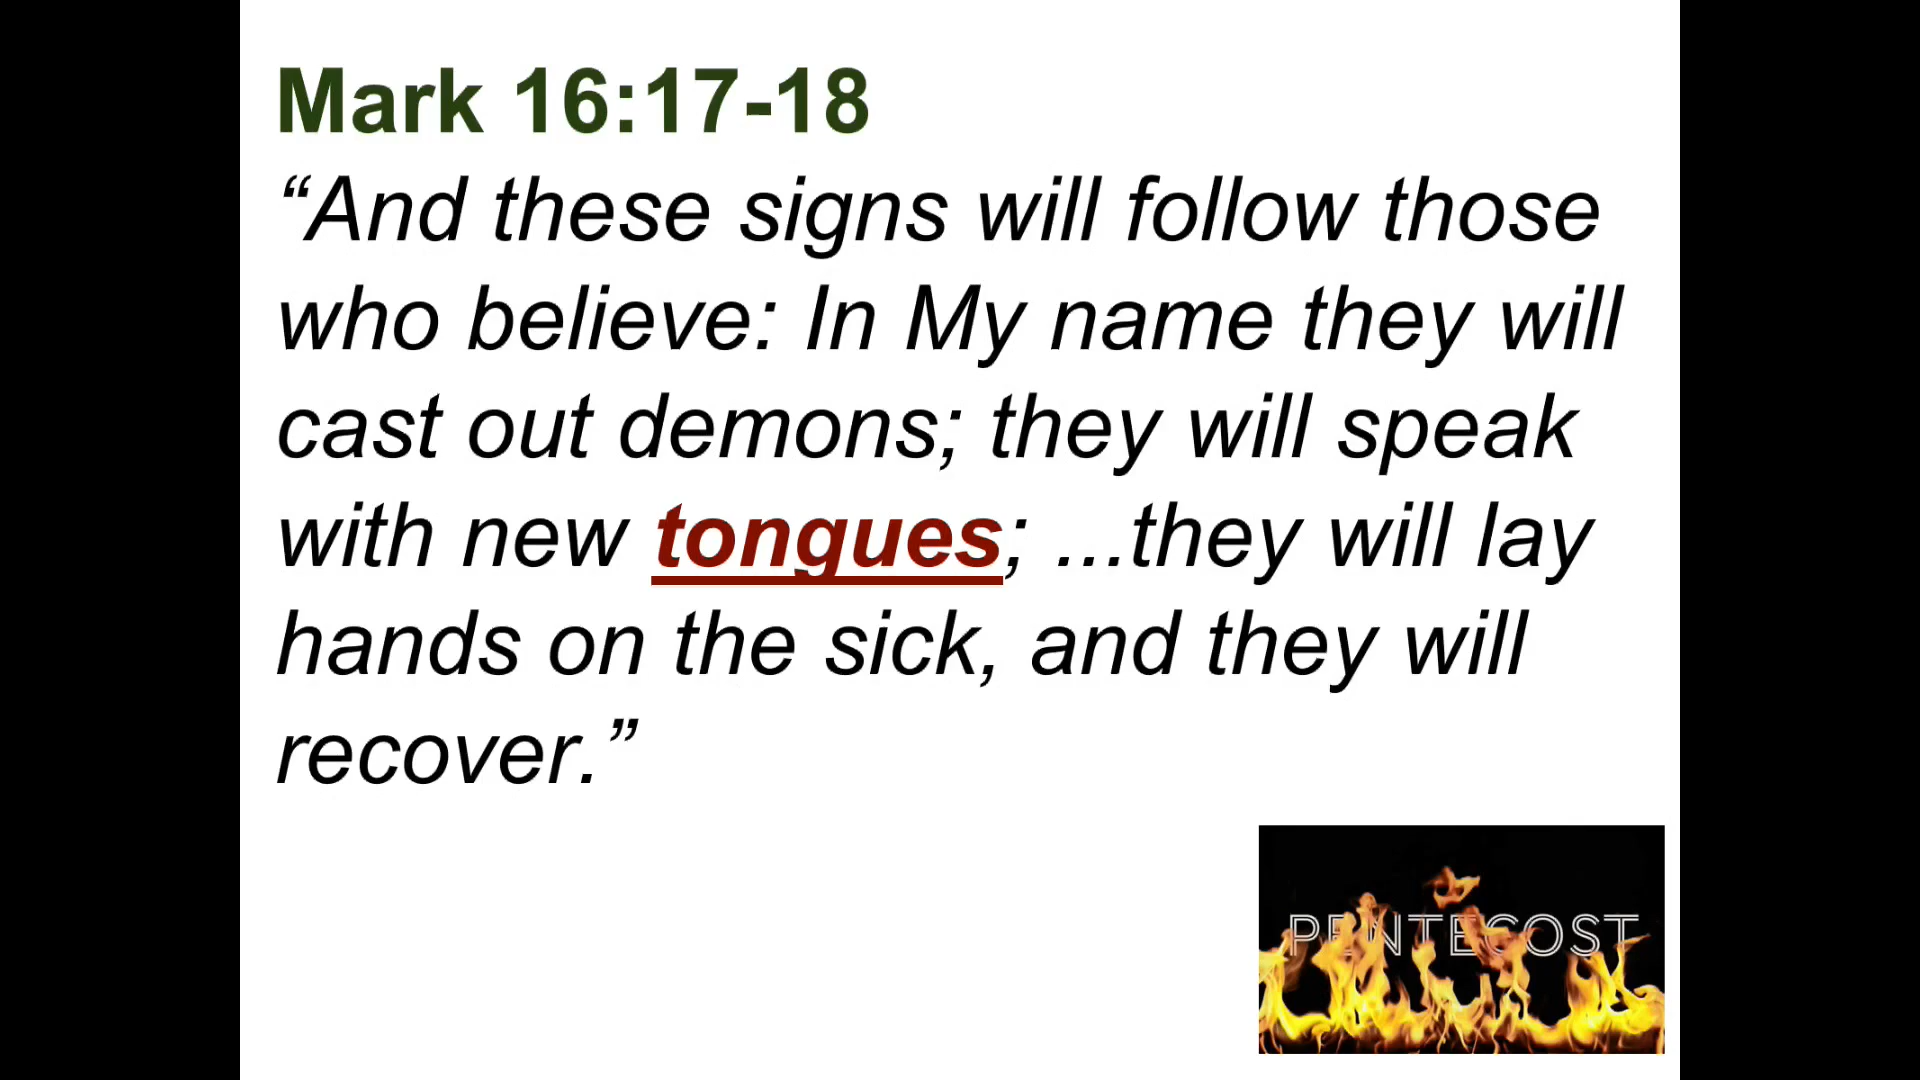 Mark 16:17-18
“And these signs will follow those
who believe: In My name they will
cast out demons; they will speak
with new tongues; ...they will lay
hands on the sick, and they will
recover.”
PENTECOST